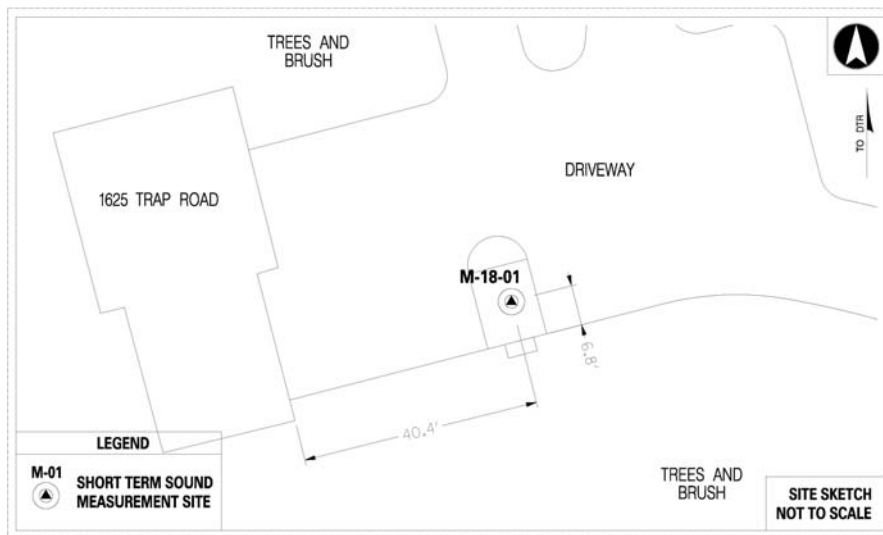 TREES AND
BRUSH
TO DTR
1625 TRAP ROAD
DRIVEWAY
M-18-01
6.8'
40.4'
LEGEND
M-01
SHORT TERM SOUND
MEASUREMENT SITE
TREES AND
BRUSH
SITE SKETCH
NOT TO SCALE